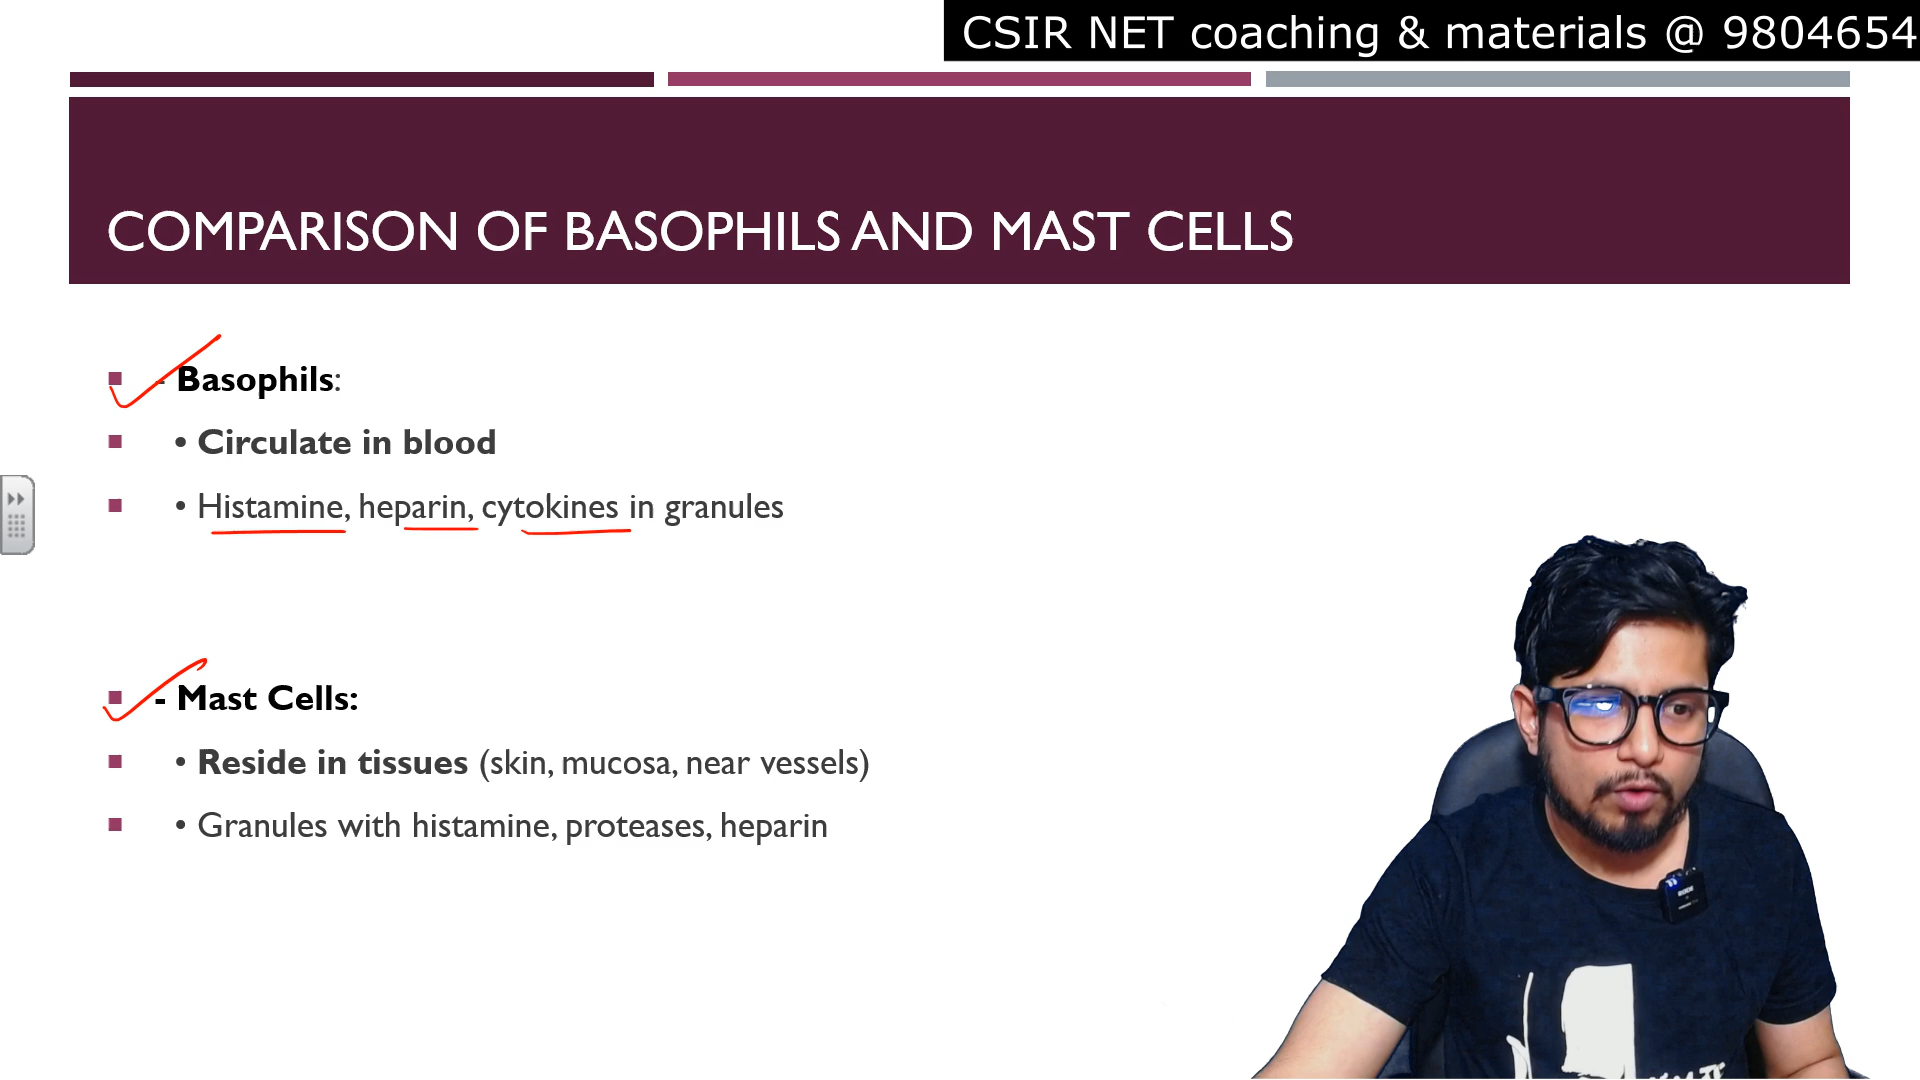 CSIR NET coaching & materials @ 9804654
COMPARISON OF BASOPHILS AND MAST CELLS
- Basophils:
• Circulate in blood
• Histamine, heparin, cytokines in granules
- Mast Cells:
• Reside in tissues (skin, mucosa, near vessels)
• Granules with histamine, proteases, heparin